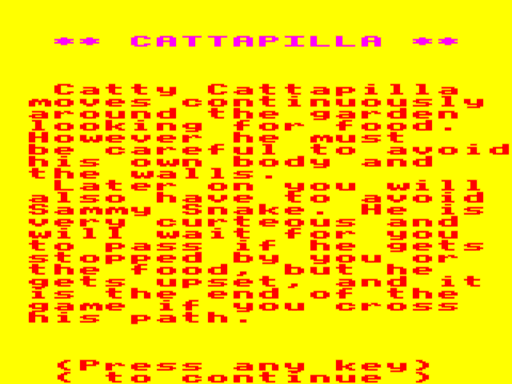 ** CATTAPILLA **
Catty Cattapilla
moves continuously
around the garden
looking for food.
However he must
be careful to avoid
his own body and
the walls.
Later on you will
also have to avoid
Sammy Snake. He is
very curteous and
will wait for you
to pass if he gets
stopped by you or
the food, but he
gets upset, and it
is the end of the
game if you cross
his path.
(Press any key)
( to continue )